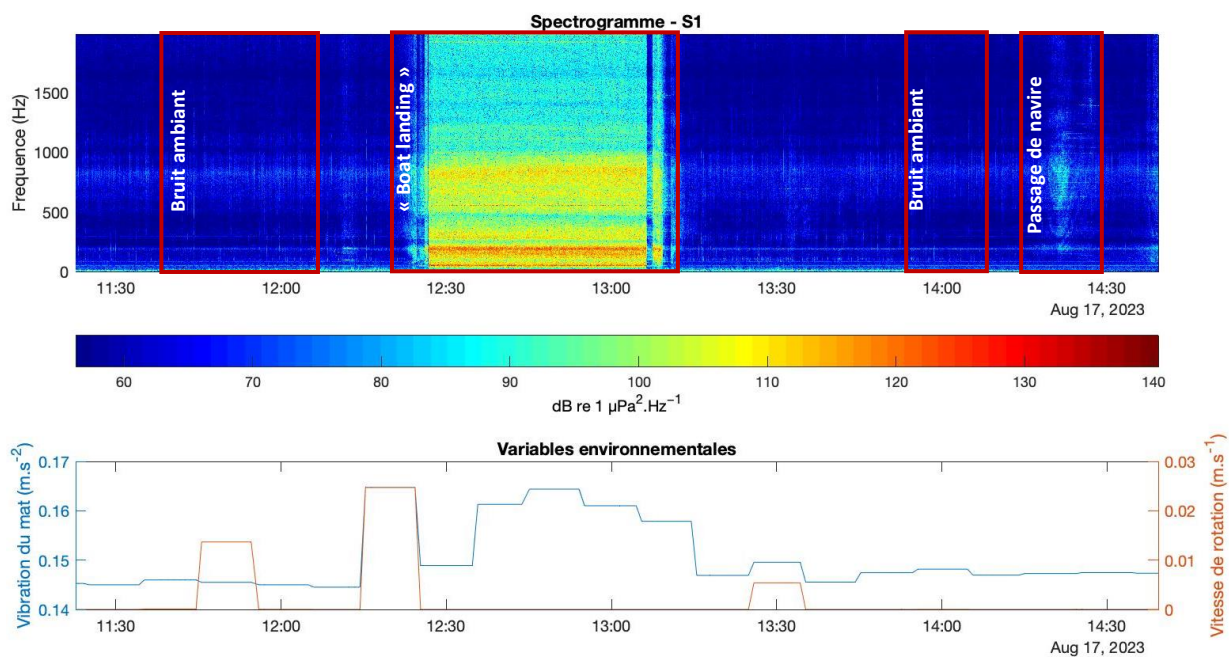 Spectrogramme - S1
Frequence (Hz)
1500
1000
500
0
Bruit ambiant
« Boat landing »
Bruit ambiant
Passage de navire
11:30 12:00 12:30 13:00 13:30 14:00 14:30
Aug 17, 2023
60 70 80 90 100 110 120 130 140
dB re 1 µPa².Hz⁻¹
Variables environnementales
Vibration du mat (m.s⁻²)
0.17
0.16
0.15
0.14
0.03
0.02
0.01
0
Vitesse de rotation (m.s⁻¹)
11:30 12:00 12:30 13:00 13:30 14:00 14:30
Aug 17, 2023